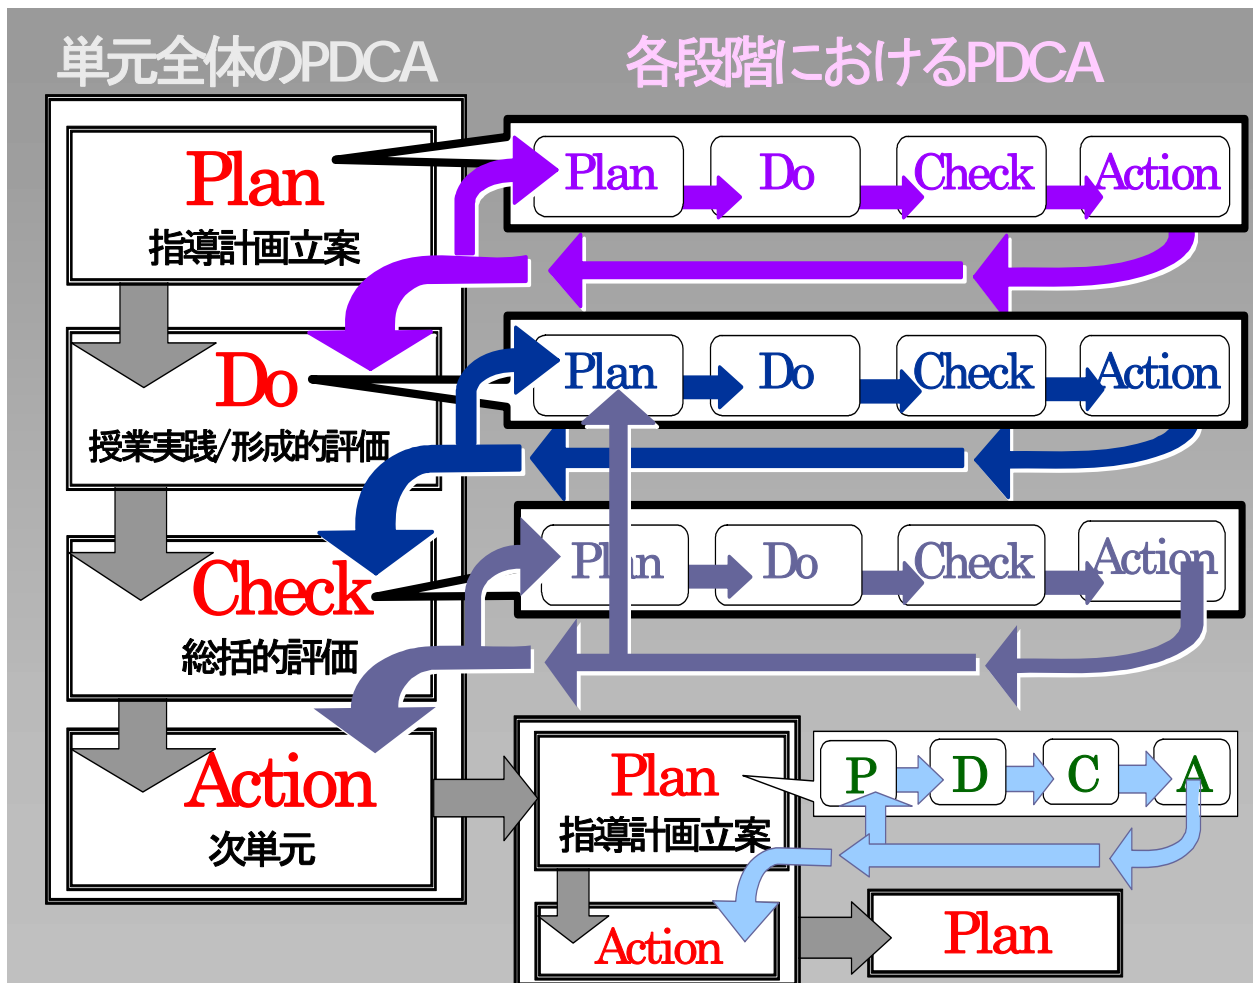 単元全体のPDCA
各段階におけるPDCA
Plan
指導計画立案
Plan
Do
Check
Action
Do
授業実践/形成的評価
Plan
Do
Check
Action
Check
総括的評価
Plan
Do
Check
Action
Action
次単元
Plan
指導計画立案
P
D
C
A
Action
Plan